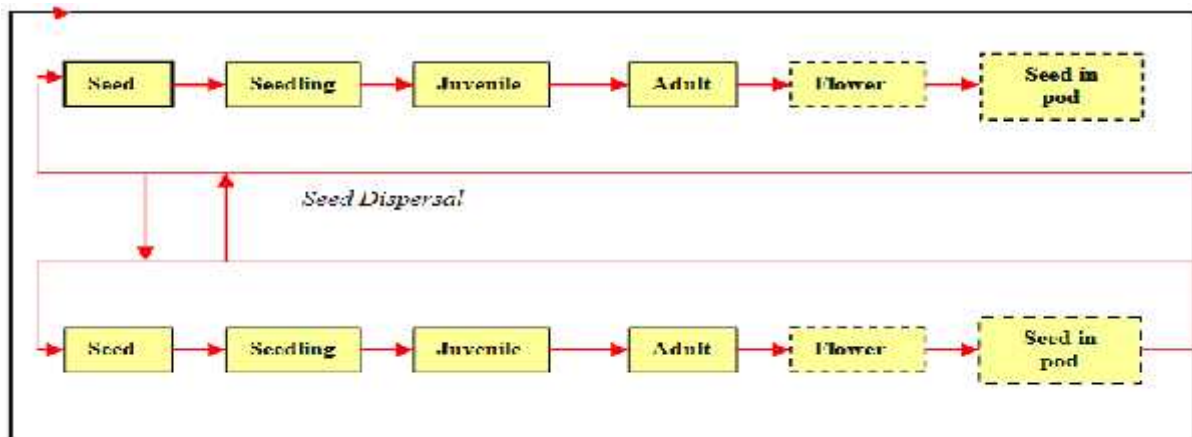 Seed
Seedling
Juvenile
Adult
Flower
Seed in
pod
Seed Dispersal
Seed
Seedling
Juvenile
Adult
Flower
Seed in
pod